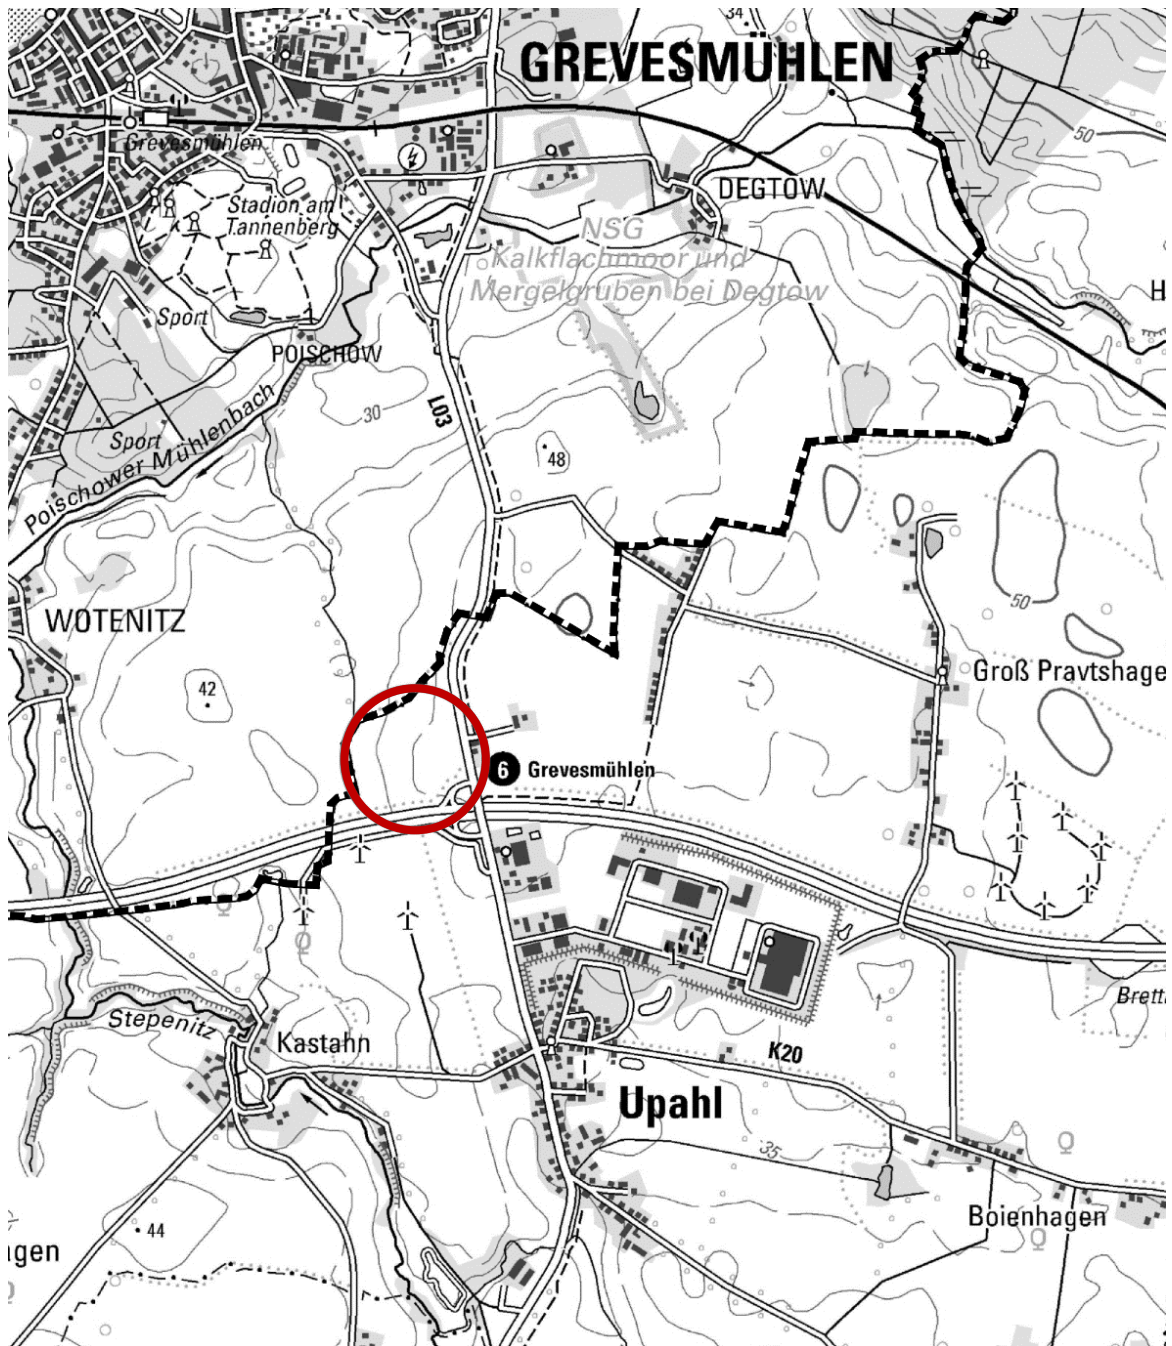 34
GREVESMÜHLEN
50
Grevesmühlen
DEGTOW
Stadion am
Tannenberg
NSG
Kalkflachmoor und
Mergelgruben bei Degtow
H
Sport
POISCHOW
30
L03
Sport
48
Poischower Mühlenbach
50
WOTENITZ
Groß Pravtshage
42
6 Grevesmühlen
Brett
Stepenitz
Kastahn
K20
Upahl
35
Boienhagen
44
agen